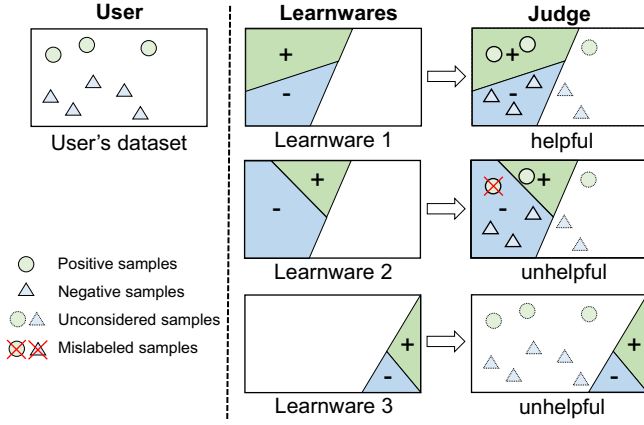 User
Learnwares
Judge
User's dataset
+
-
Learnware 1
+
-
helpful
+
-
Learnware 2
+
-
unhelpful
Positive samples
Negative samples
Unconsidered samples
Mislabeled samples
+
-
Learnware 3
+
-
unhelpful